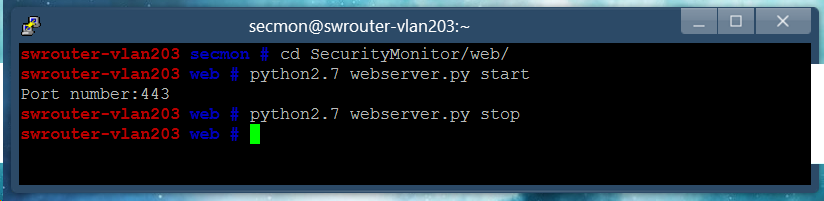 secmon@swrouter-vlan203:~
swrouter-vlan203 secmon # cd SecurityMonitor/web/
swrouter-vlan203 web # python2.7 webserver.py start
Port number:443
swrouter-vlan203 web # python2.7 webserver.py stop
swrouter-vlan203 web #